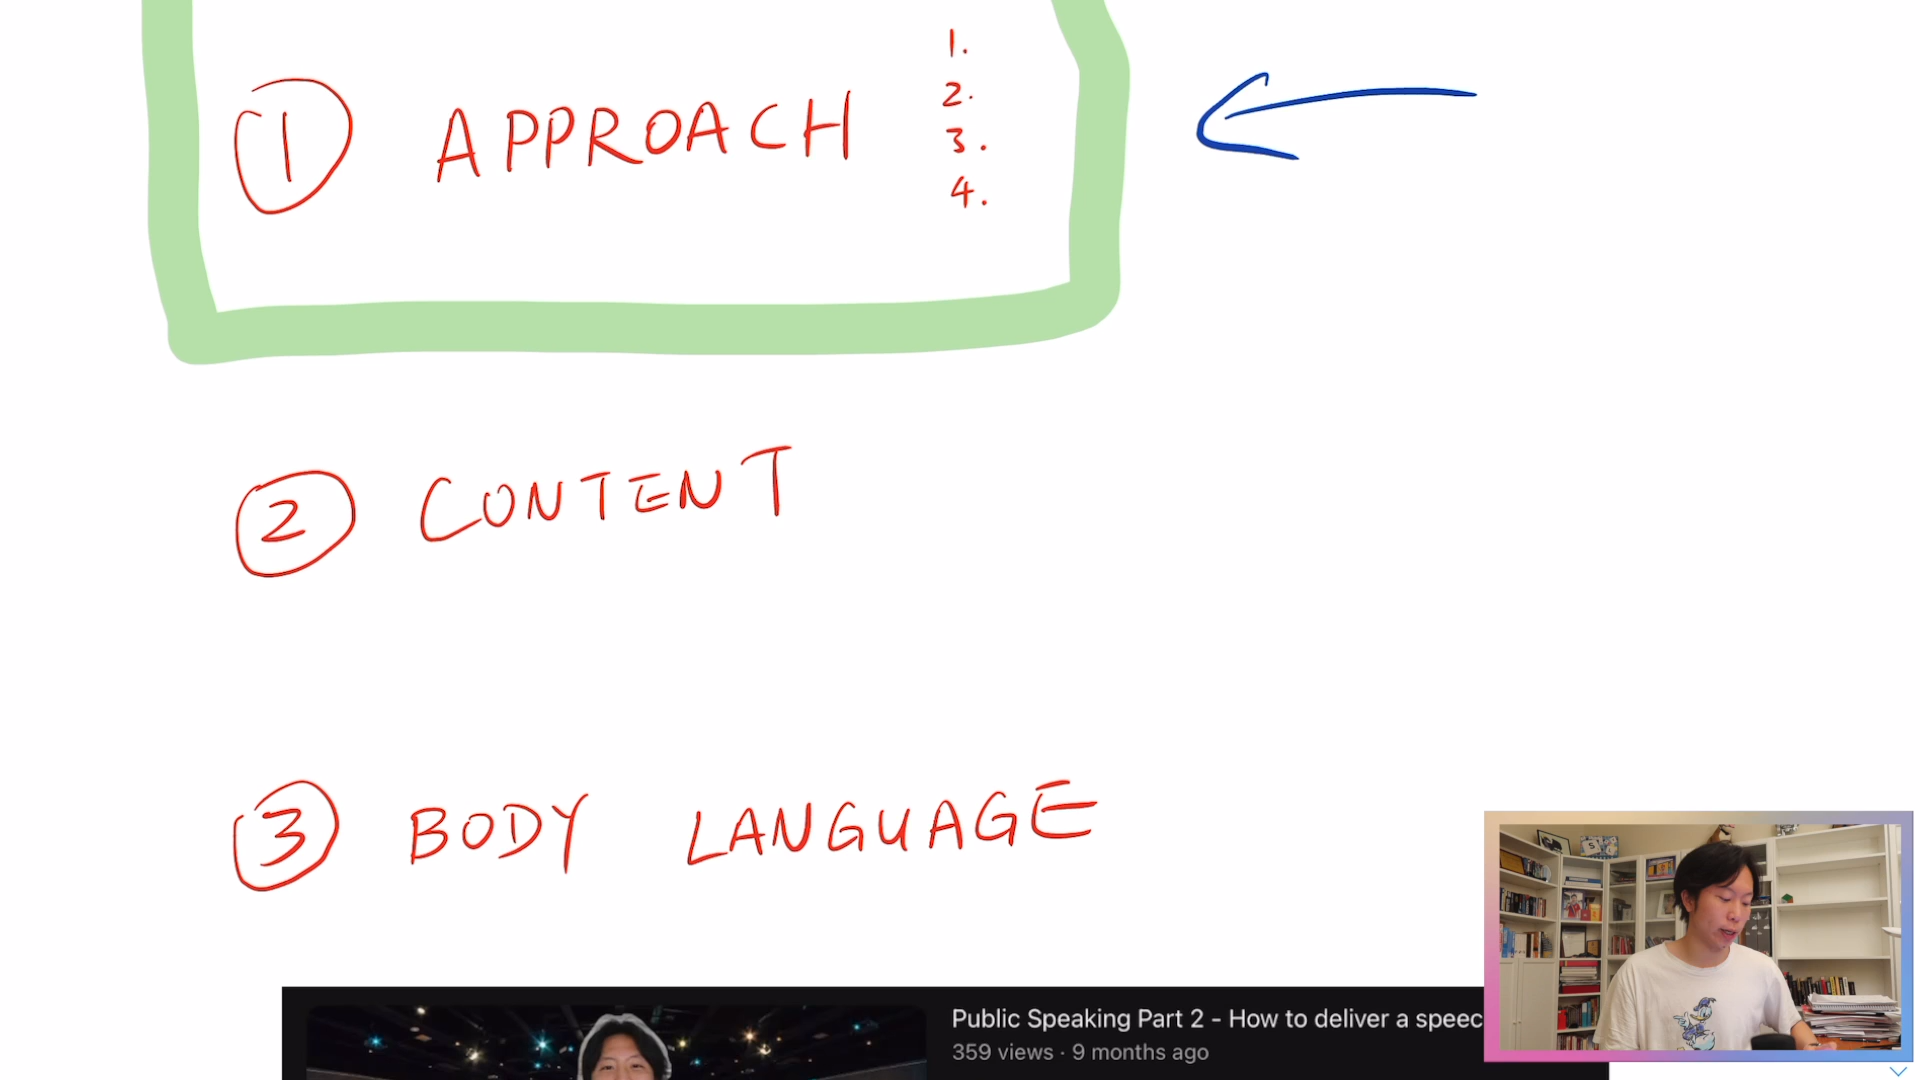 1 APPROACH
1.
2.
3.
4.
2 CONTENT
3 BODY LANGUAGE
Public Speaking Part 2 - How to deliver a speec
359 views · 9 months ago